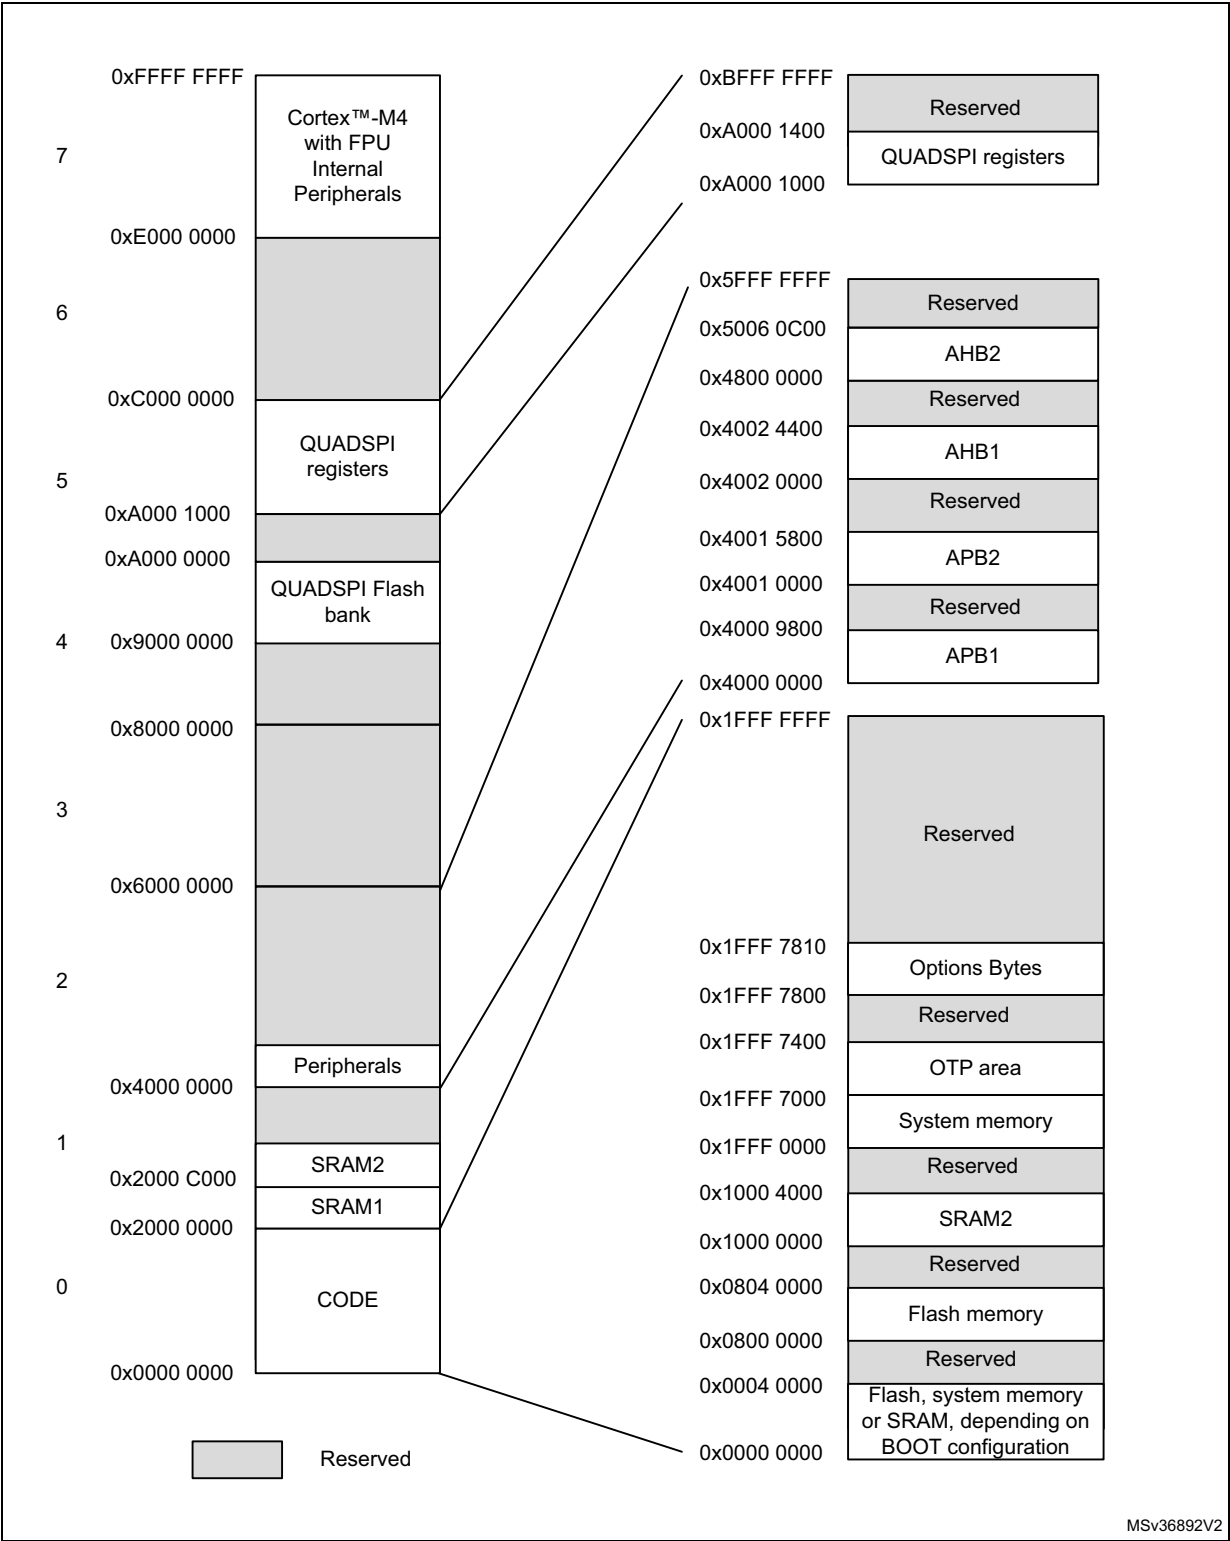 0xFFFF FFFF
Cortex™-M4
with FPU
Internal
Peripherals
7
0xE000 0000
6
0xC000 0000
QUADSPI
registers
5
0xA000 1000
0xA000 0000
QUADSPI Flash
bank
4
0x9000 0000
0x8000 0000
3
0x6000 0000
2
Peripherals
0x4000 0000
1
SRAM2
0x2000 C000
SRAM1
0x2000 0000
0
CODE
0x0000 0000
Reserved
0xBFFF FFFF
Reserved
0xA000 1400
QUADSPI registers
0xA000 1000
0x5FFF FFFF
Reserved
0x5006 0C00
AHB2
0x4800 0000
Reserved
0x4002 4400
AHB1
0x4002 0000
Reserved
0x4001 5800
APB2
0x4001 0000
Reserved
0x4000 9800
APB1
0x4000 0000
0x1FFF FFFF
Reserved
0x1FFF 7810
Options Bytes
0x1FFF 7800
Reserved
0x1FFF 7400
OTP area
0x1FFF 7000
System memory
0x1FFF 0000
Reserved
0x1000 4000
SRAM2
0x1000 0000
Reserved
0x0804 0000
Flash memory
0x0800 0000
Reserved
0x0004 0000
Flash, system memory
or SRAM, depending on
BOOT configuration
0x0000 0000
MSv36892V2